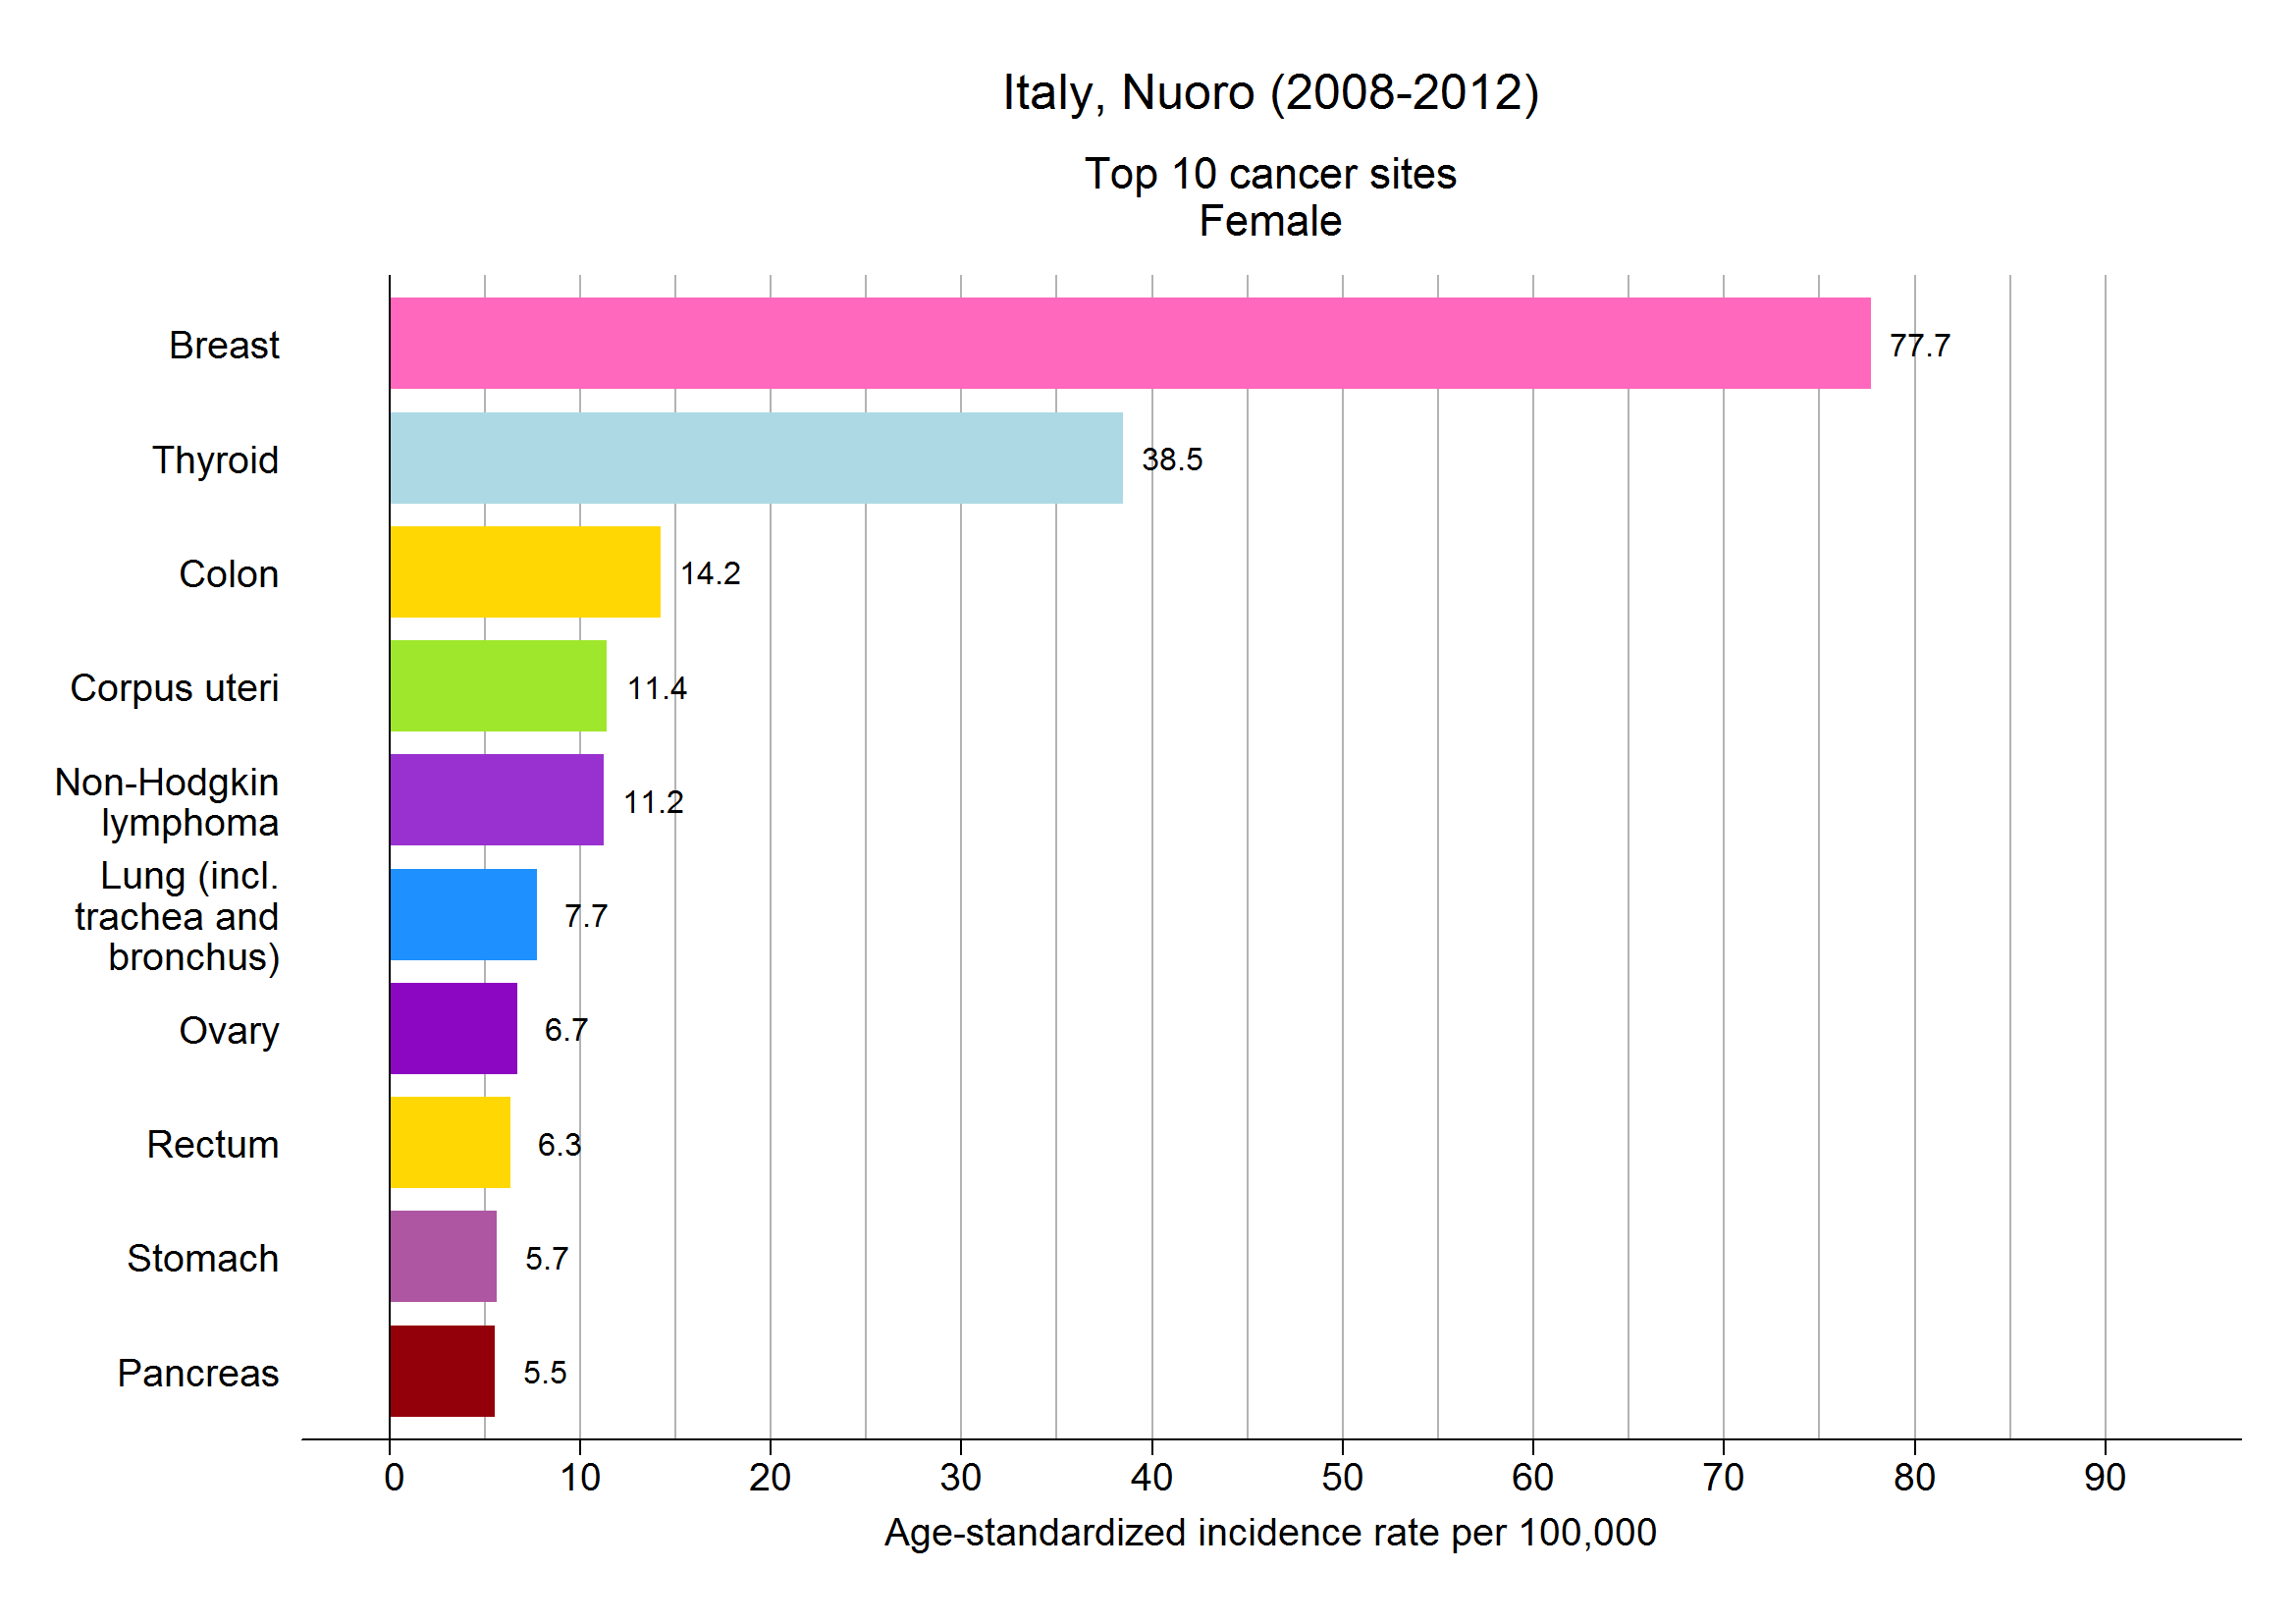 Italy, Nuoro (2008-2012)
Top 10 cancer sites
Female
Breast
77.7
Thyroid
38.5
Colon
14.2
Corpus uteri
11.4
Non-Hodgkin
lymphoma
11.2
Lung (incl.
trachea and
bronchus)
7.7
Ovary
6.7
Rectum
6.3
Stomach
5.7
Pancreas
5.5
0 10 20 30 40 50 60 70 80 90
Age-standardized incidence rate per 100,000